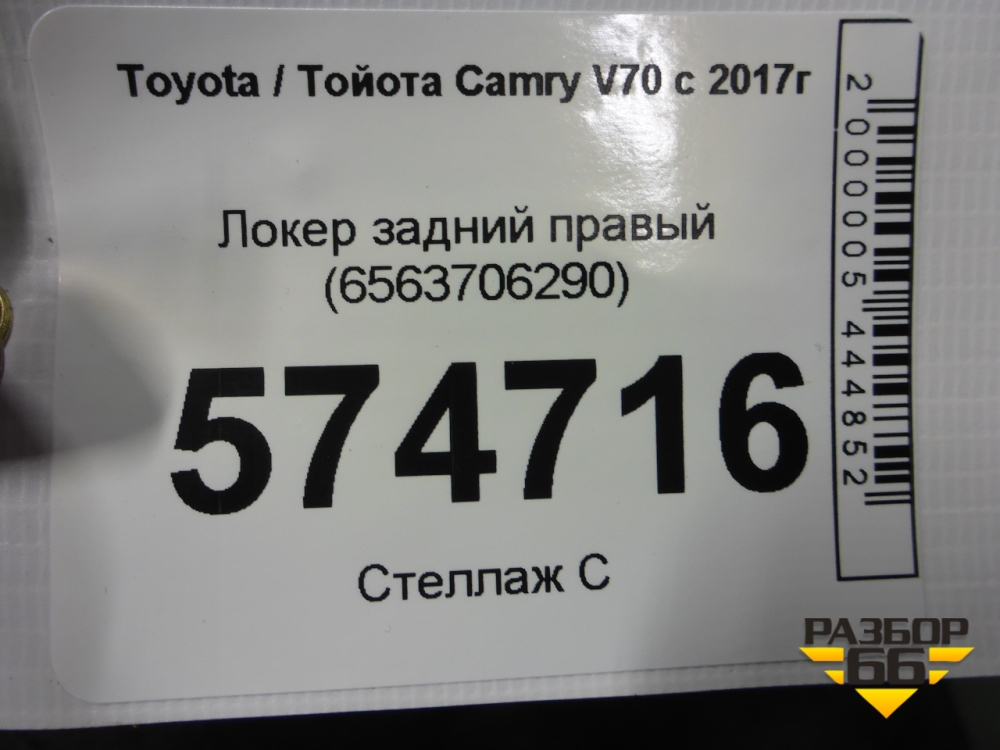 Toyota / Тойота Camry V70 с 2017г
Локер задний правый
(6563706290)
574716
Стеллаж С
2000005444852
РАЗБОР
66